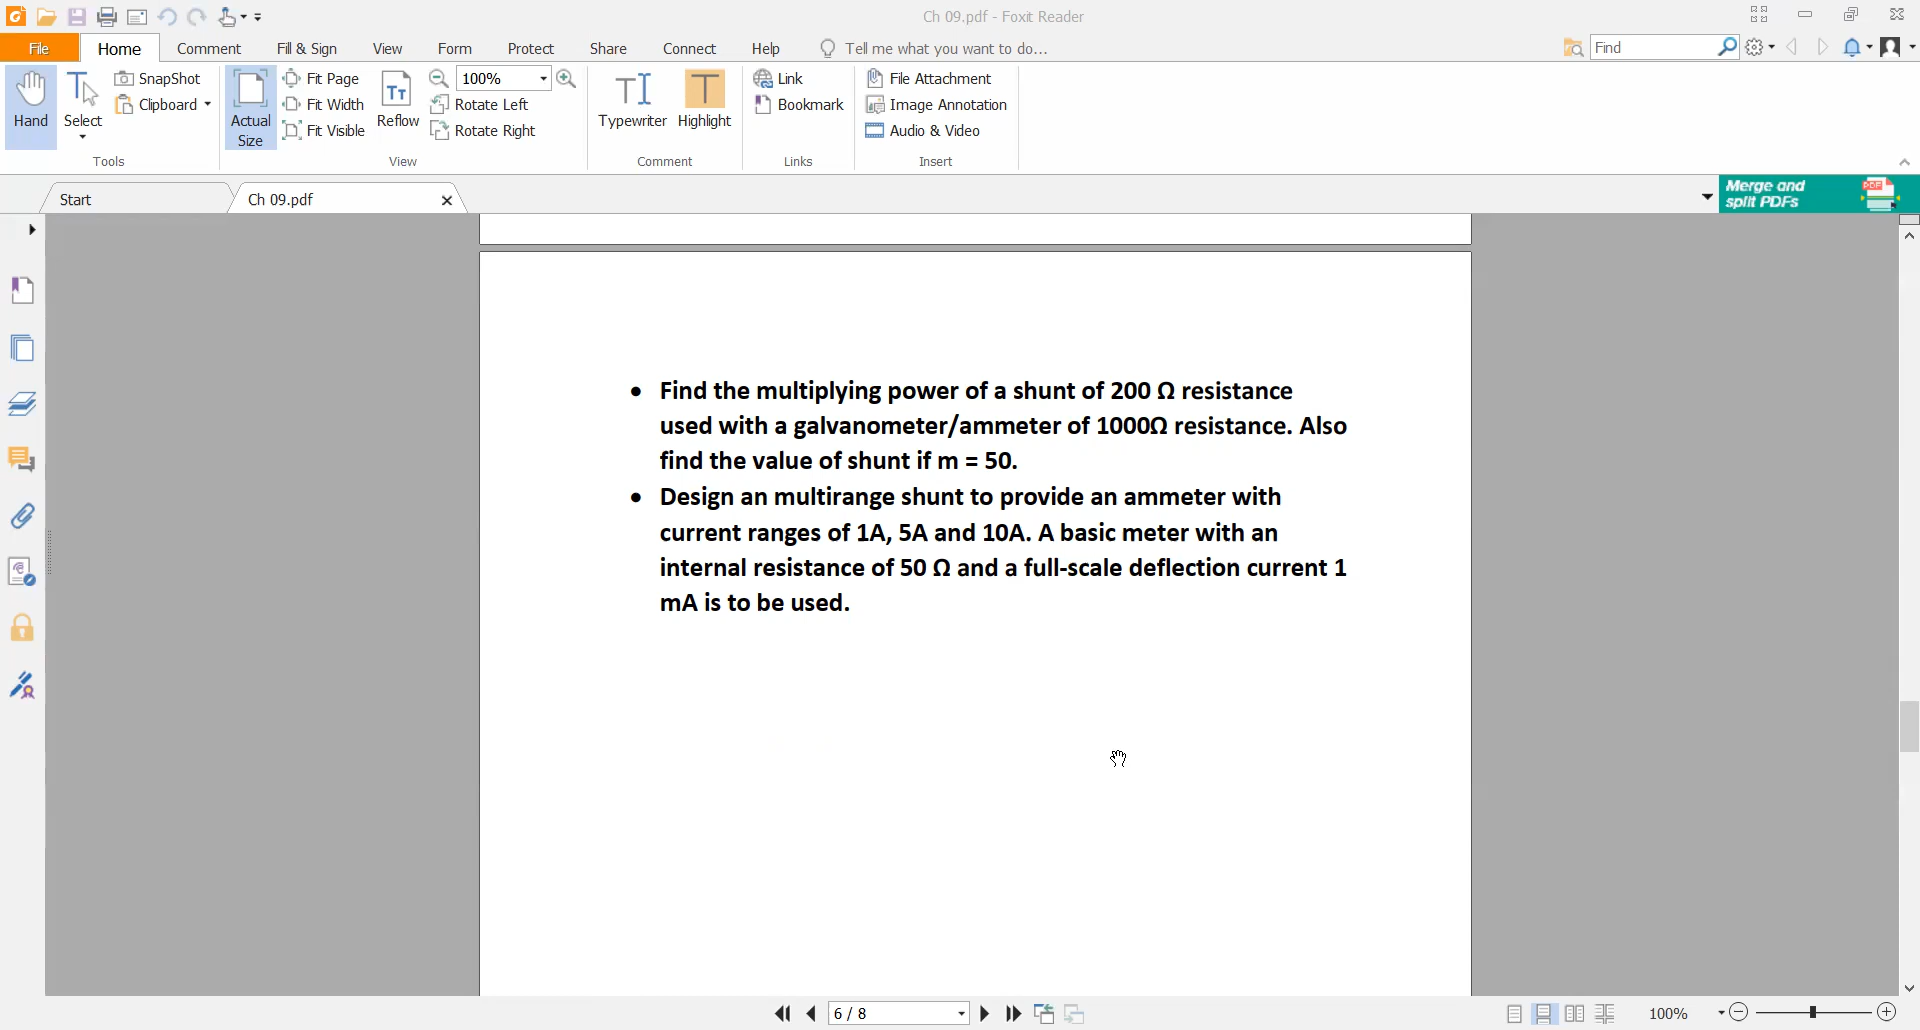 Ch 09.pdf - Foxit Reader
File Home Comment Fill & Sign View Form Protect Share Connect Help Tell me what you want to do... Find
Hand
Select
SnapShot
Clipboard
Tools
Actual
Size
Fit Page
Fit Width
Fit Visible
Reflow
100%
Rotate Left
Rotate Right
View
Typewriter
Highlight
Comment
Link
Bookmark
Links
File Attachment
Image Annotation
Audio & Video
Insert
Start
Ch 09.pdf
Merge and
split PDFs
PDF
• Find the multiplying power of a shunt of 200 Ω resistance
used with a galvanometer/ammeter of 1000Ω resistance. Also
find the value of shunt if m = 50.
• Design an multirange shunt to provide an ammeter with
current ranges of 1A, 5A and 10A. A basic meter with an
internal resistance of 50 Ω and a full-scale deflection current 1
mA is to be used.
6 / 8
100%